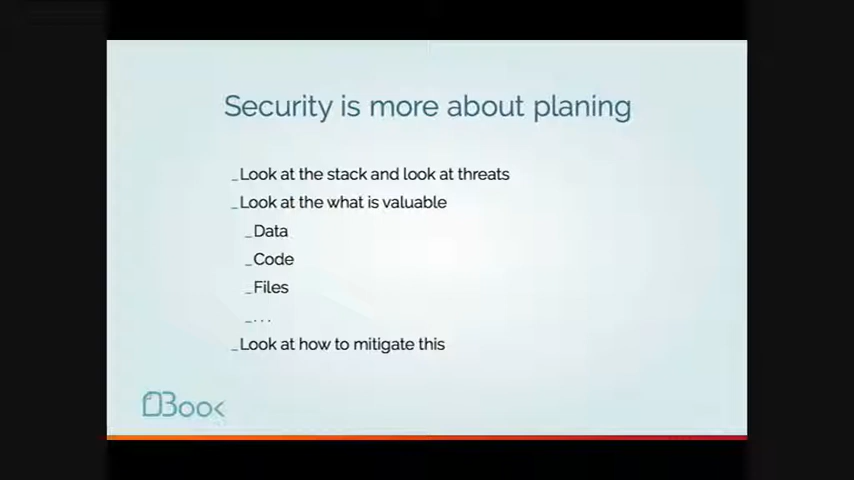 Security is more about planing
_Look at the stack and look at threats
_Look at the what is valuable
_Data
_Code
_Files
_...
_Look at how to mitigate this
DBook